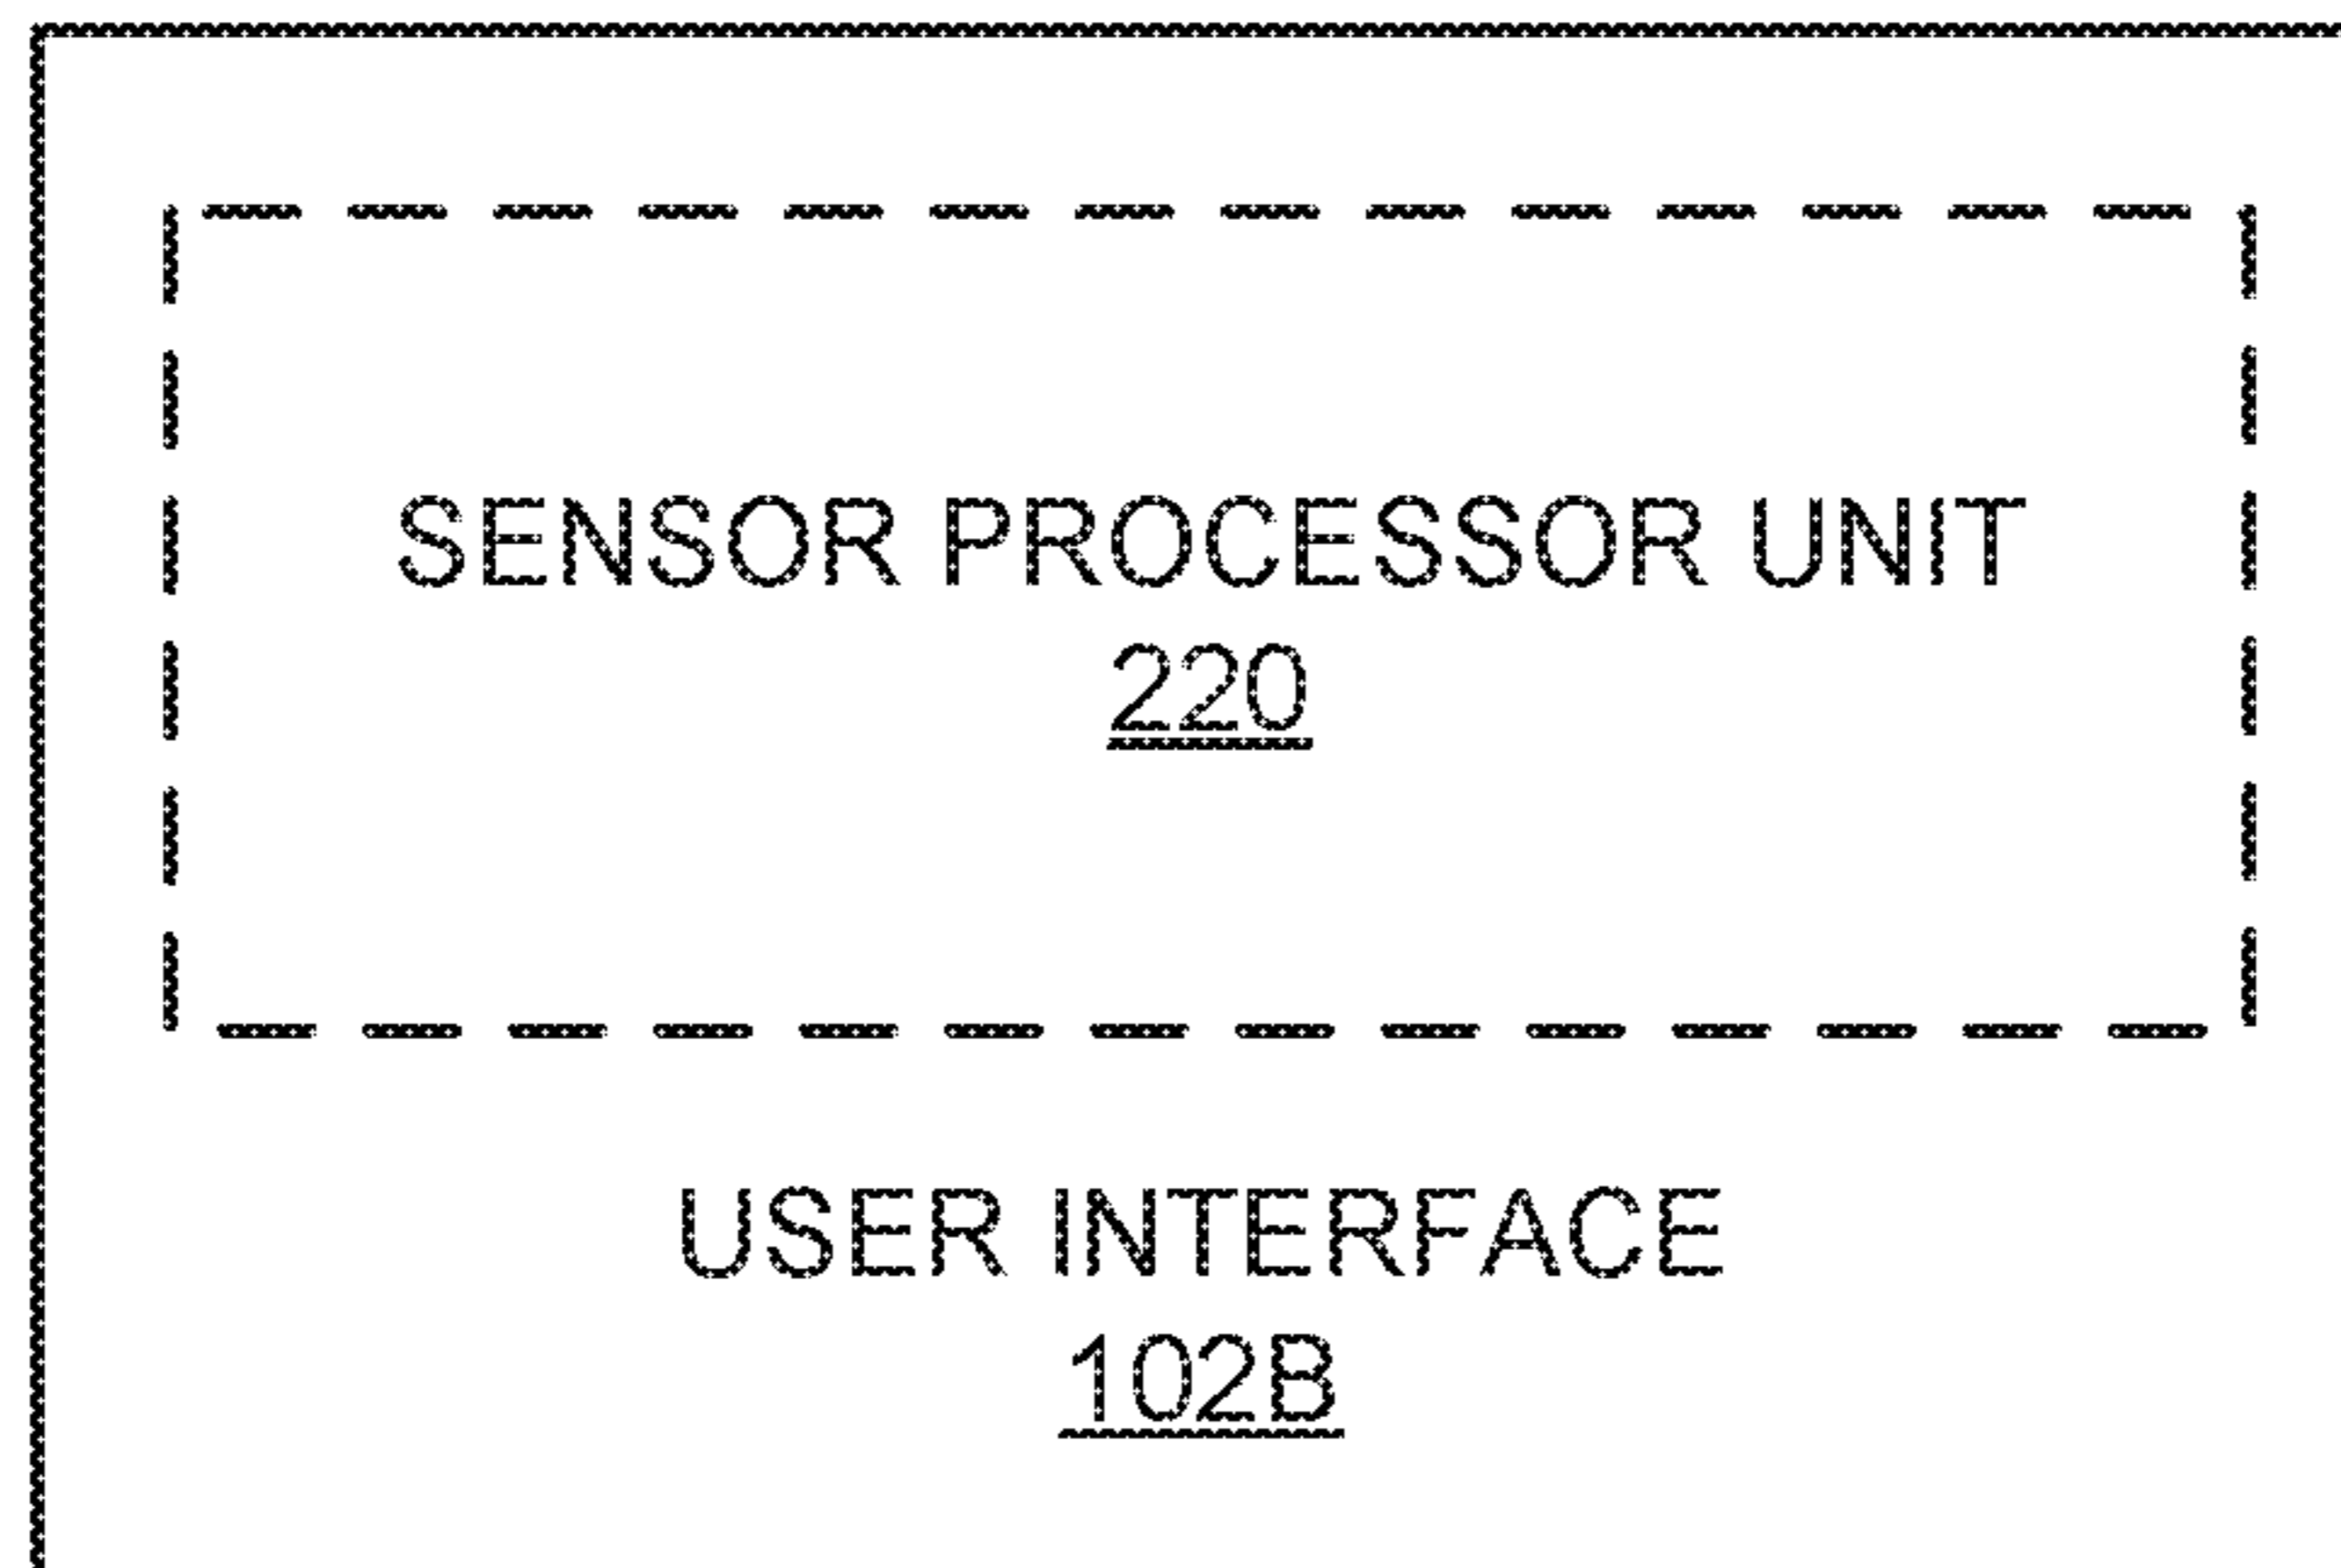 SENSOR PROCESSOR UNIT
220
USER INTERFACE
102B